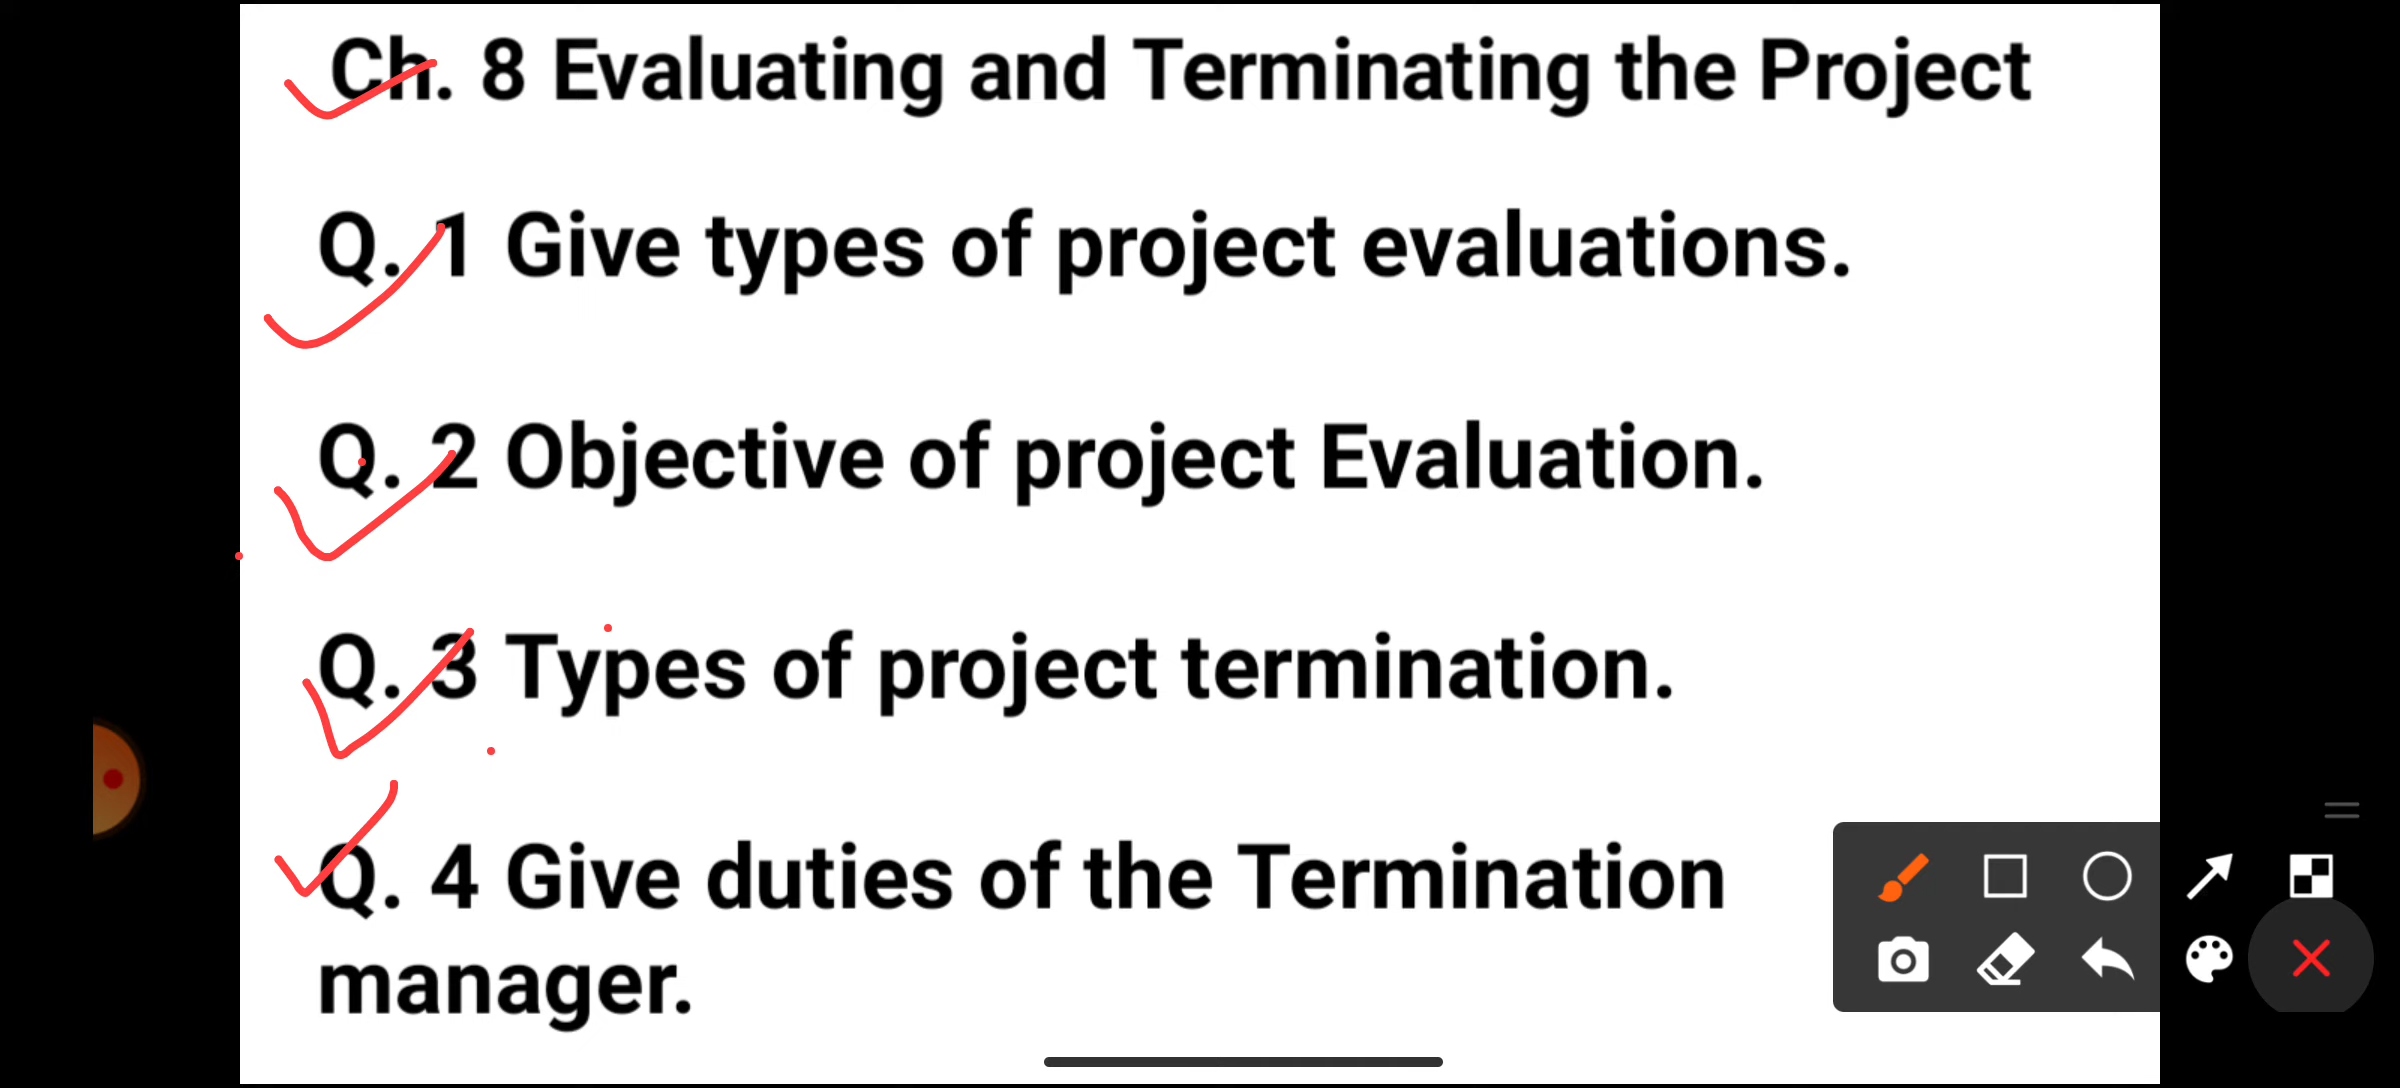 Ch. 8 Evaluating and Terminating the Project
Q. 1 Give types of project evaluations.
Q. 2 Objective of project Evaluation.
Q. 3 Types of project termination.
Q. 4 Give duties of the Termination
manager.